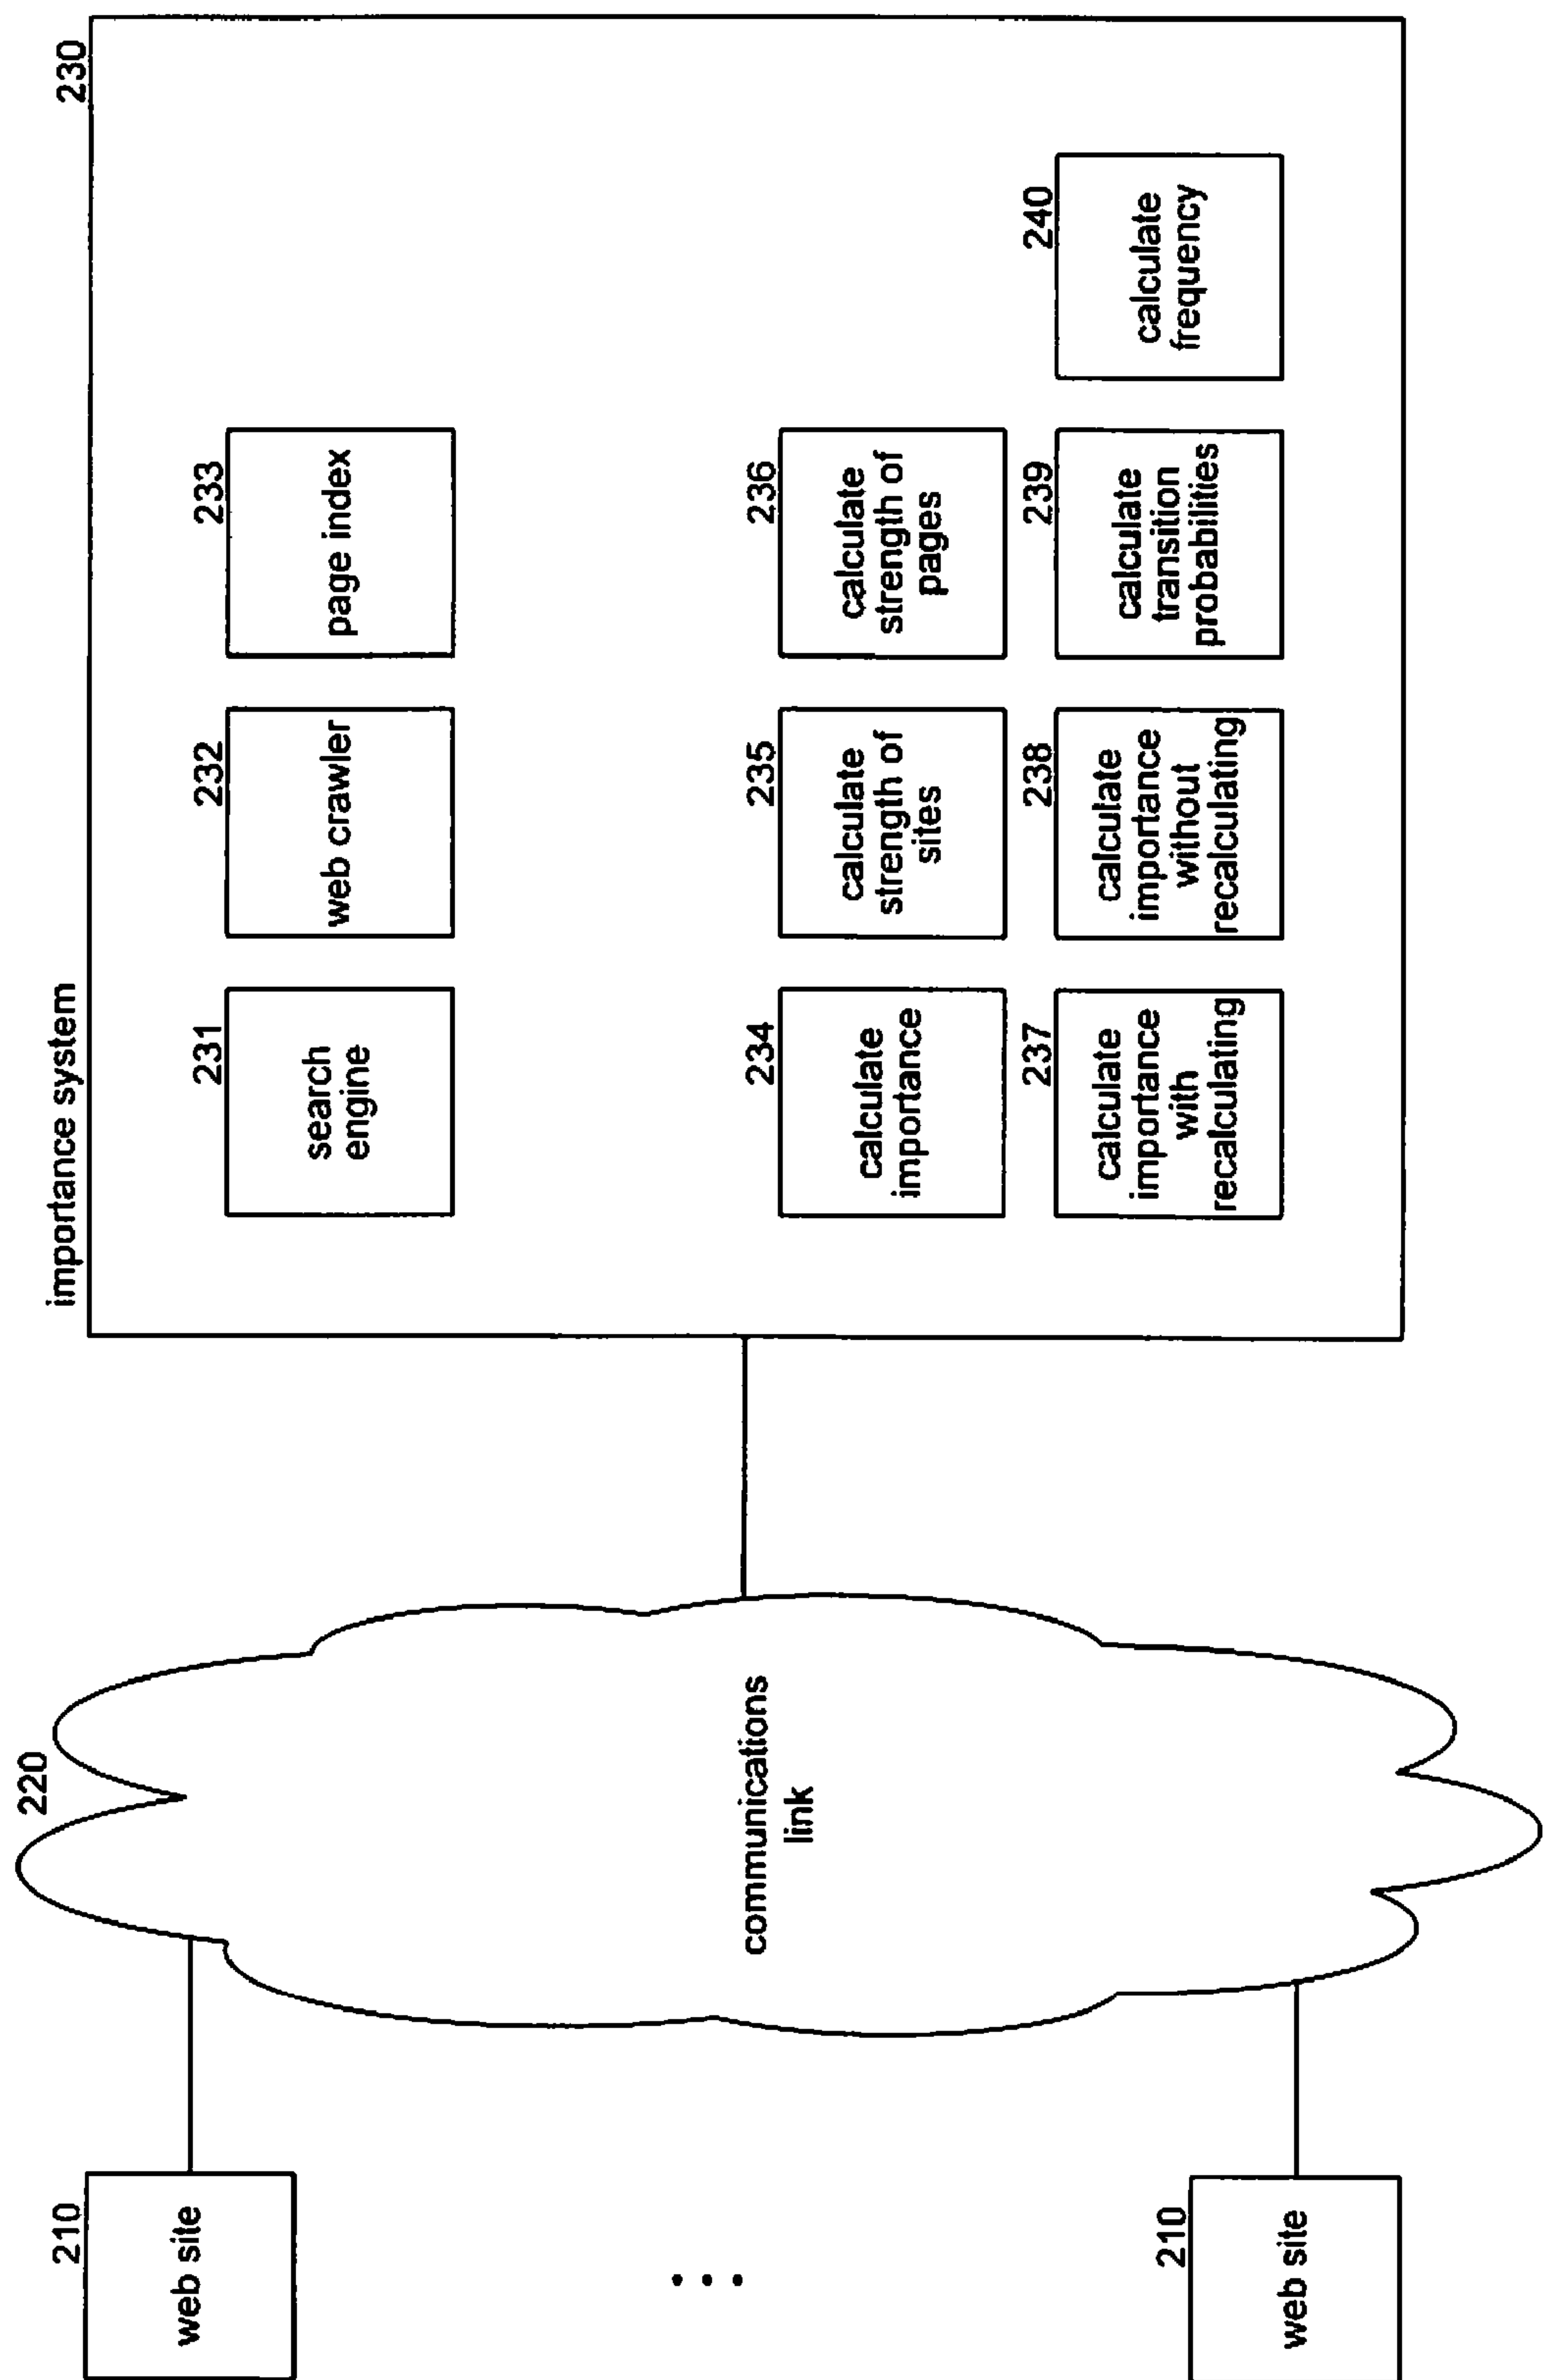 importance system
230
231
search
engine
232
web crawler
233
page index
234
calculate
importance
235
calculate
strength of
sites
236
calculate
strength of
pages
237
calculate
importance
with
recalculating
238
calculate
importance
without
recalculating
239
calculate
transition
probabilities
240
calculate
frequency
220
communications
link
210
web site
210
web site